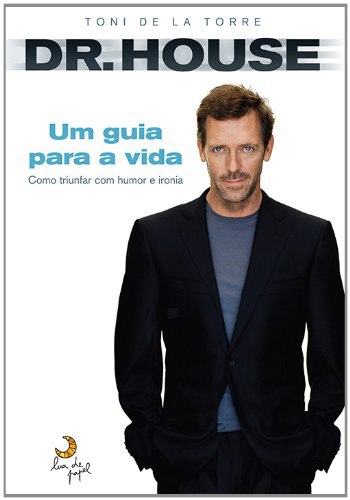 TONI DE LA TORRE
DR.HOUSE
Um guia
para a vida
Como triunfar com humor e ironia
lua de
papel